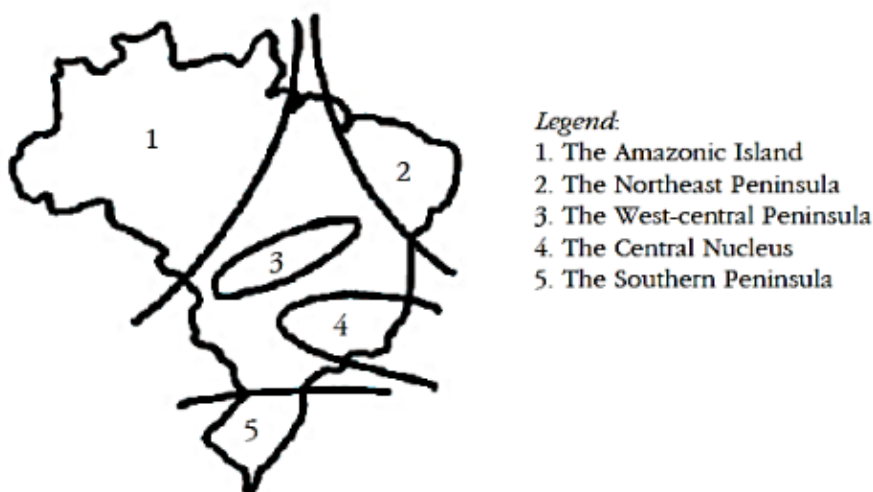 1
2
3
4
5
Legend:
1. The Amazonic Island
2. The Northeast Peninsula
3. The West-central Peninsula
4. The Central Nucleus
5. The Southern Peninsula